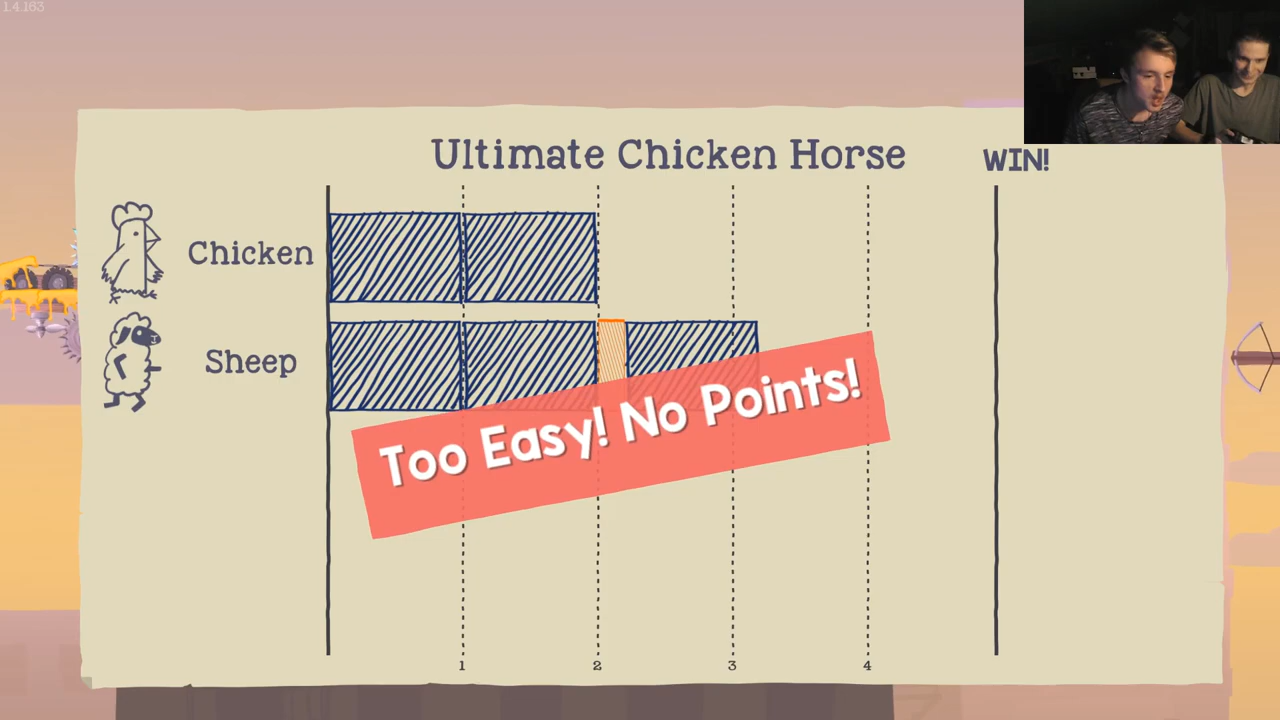 1.4.163
Ultimate Chicken Horse
WIN!
Chicken
Sheep
Too Easy! No Points!
1 2 3 4